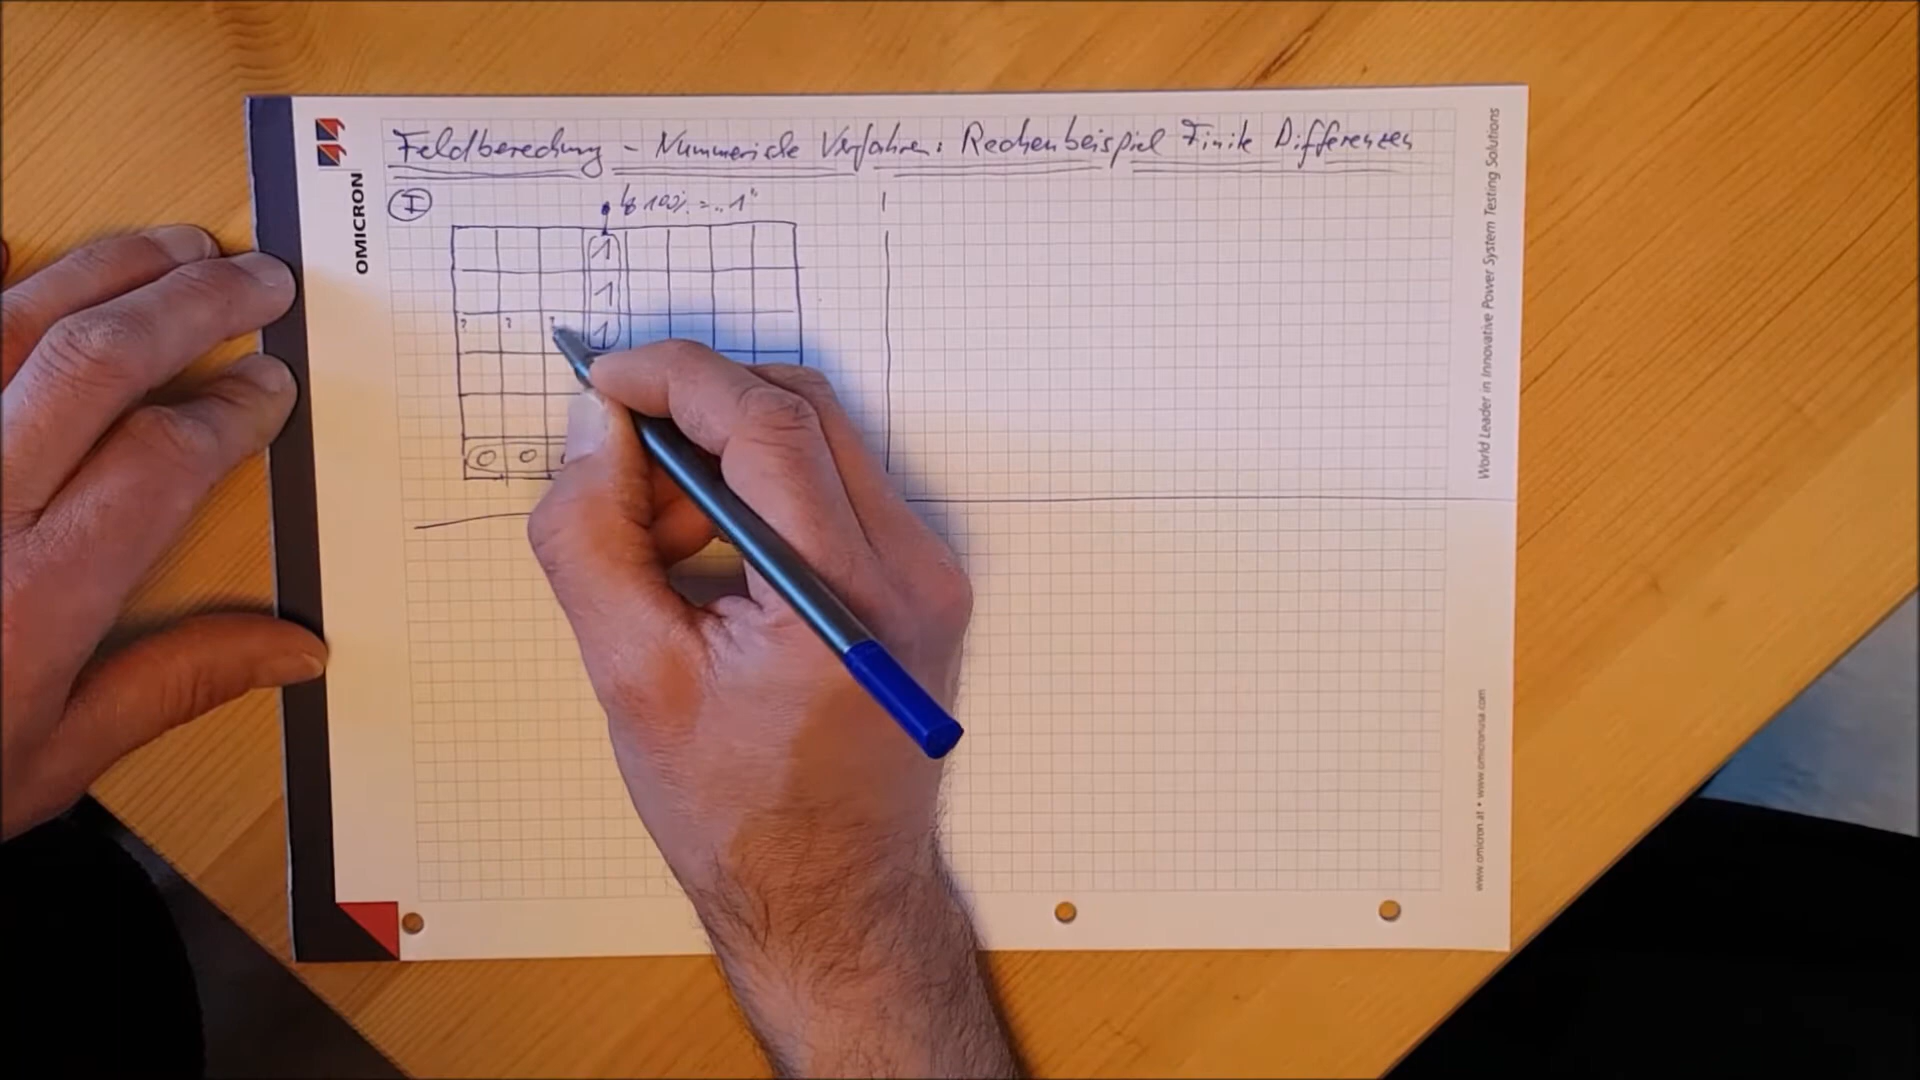 Feldberechung - Nummerische Verfahren: Rechenbeispiel Finite Differenzen
I
100% = "1"
1
1
? ? ? 1
0 0
OMICRON
World Leader in Innovative Power System Testing Solutions
www.omicron.at • www.omicronusa.com